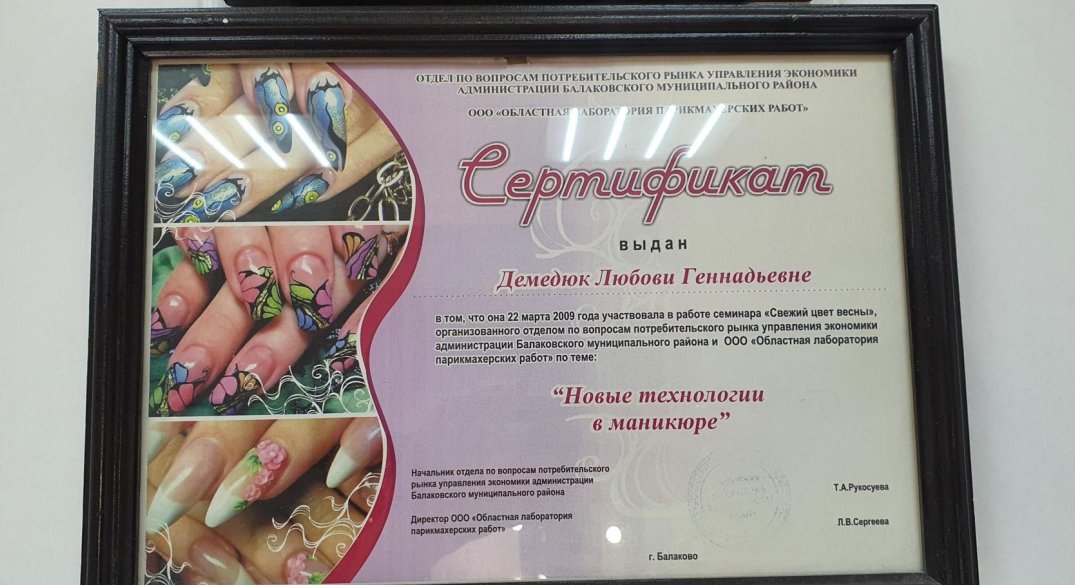 ОТДЕЛ ПО ВОПРОСАМ ПОТРЕБИТЕЛЬСКОГО РЫНКА УПРАВЛЕНИЯ ЭКОНОМИКИ
АДМИНИСТРАЦИИ БАЛАКОВСКОГО МУНИЦИПАЛЬНОГО РАЙОНА
ООО «ОБЛАСТНАЯ ЛАБОРАТОРИЯ ПАРИКМАХЕРСКИХ РАБОТ»
Сертификат
выдан
Демедюк Любови Геннадьевне
в том, что она 22 марта 2009 года участвовала в работе семинара «Свежий цвет весны»,
организованного отделом по вопросам потребительского рынка управления экономики
администрации Балаковского муниципального района и ООО «Областная лаборатория
парикмахерских работ» по теме:
“Новые технологии
в маникюре”
Начальник отдела по вопросам потребительского
рынка управления экономики администрации
Балаковского муниципального района
Т.А.Рукосуева
Директор ООО «Областная лаборатория
парикмахерских работ»
Л.В.Сергеева
г. Балаково